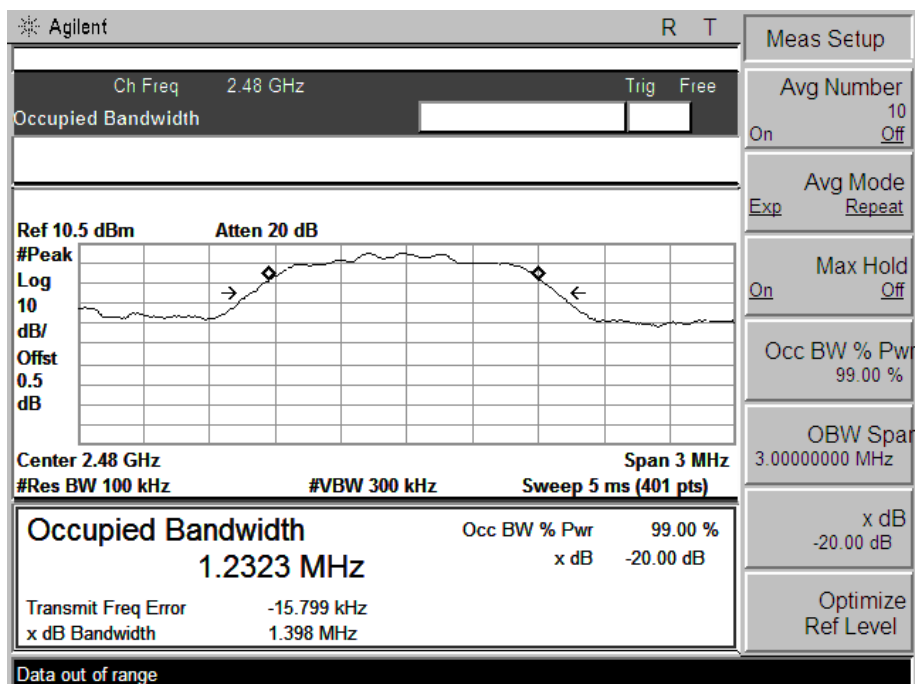 Agilent R T
Ch Freq 2.48 GHz Trig Free
Occupied Bandwidth
Ref 10.5 dBm Atten 20 dB
#Peak
Log
10
dB/
Offst
0.5
dB
Center 2.48 GHz Span 3 MHz
#Res BW 100 kHz #VBW 300 kHz Sweep 5 ms (401 pts)
Occupied Bandwidth
1.2323 MHz
Occ BW % Pwr 99.00 %
x dB -20.00 dB
Transmit Freq Error -15.799 kHz
x dB Bandwidth 1.398 MHz
Data out of range
Meas Setup
Avg Number
10
On Off
Avg Mode
Exp Repeat
Max Hold
On Off
Occ BW % Pwr
99.00 %
OBW Span
3.00000000 MHz
x dB
-20.00 dB
Optimize
Ref Level